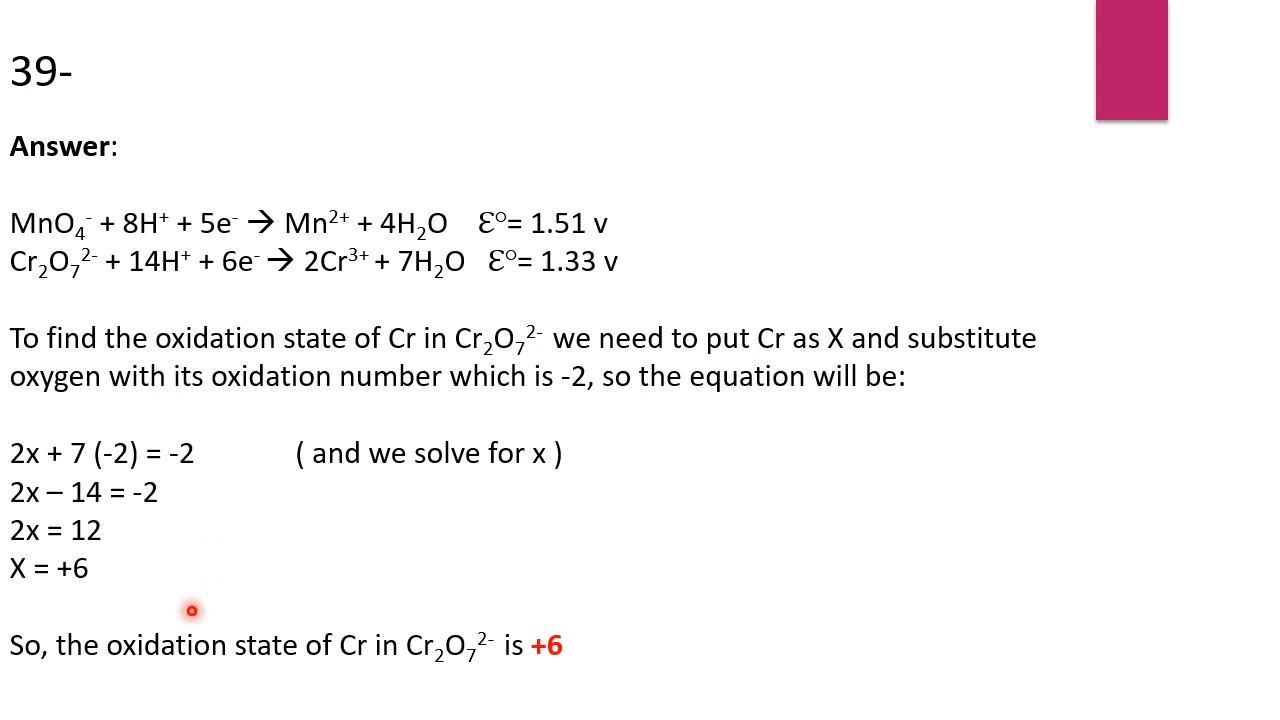 39-
Answer:
MnO₄⁻ + 8H⁺ + 5e⁻ → Mn²⁺ + 4H₂O ℰ°= 1.51 v
Cr₂O₇²⁻ + 14H⁺ + 6e⁻ → 2Cr³⁺ + 7H₂O ℰ°= 1.33 v
To find the oxidation state of Cr in Cr₂O₇²⁻ we need to put Cr as X and substitute
oxygen with its oxidation number which is -2, so the equation will be:
2x + 7 (-2) = -2 ( and we solve for x )
2x – 14 = -2
2x = 12
X = +6
So, the oxidation state of Cr in Cr₂O₇²⁻ is +6